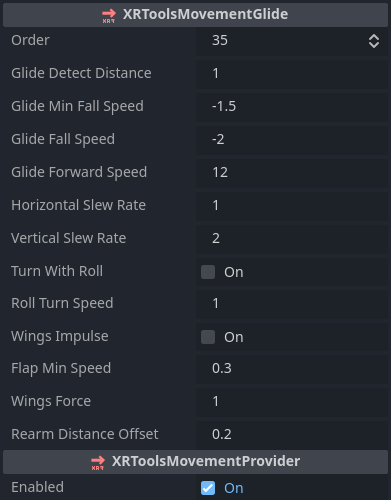 XRToolsMovementGlide
Order 35
Glide Detect Distance 1
Glide Min Fall Speed -1.5
Glide Fall Speed -2
Glide Forward Speed 12
Horizontal Slew Rate 1
Vertical Slew Rate 2
Turn With Roll On
Roll Turn Speed 1
Wings Impulse On
Flap Min Speed 0.3
Wings Force 1
Rearm Distance Offset 0.2
XRToolsMovementProvider
Enabled On